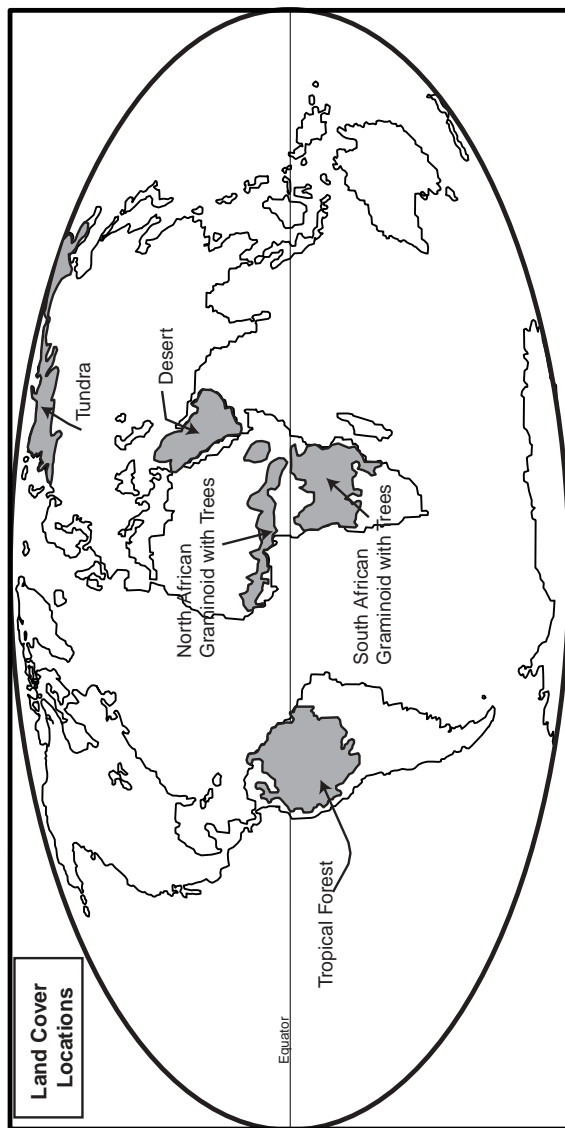 Land Cover
Locations
Tundra
Desert
North African
Graminoid with Trees
South African
Graminoid with Trees
Tropical Forest
Equator